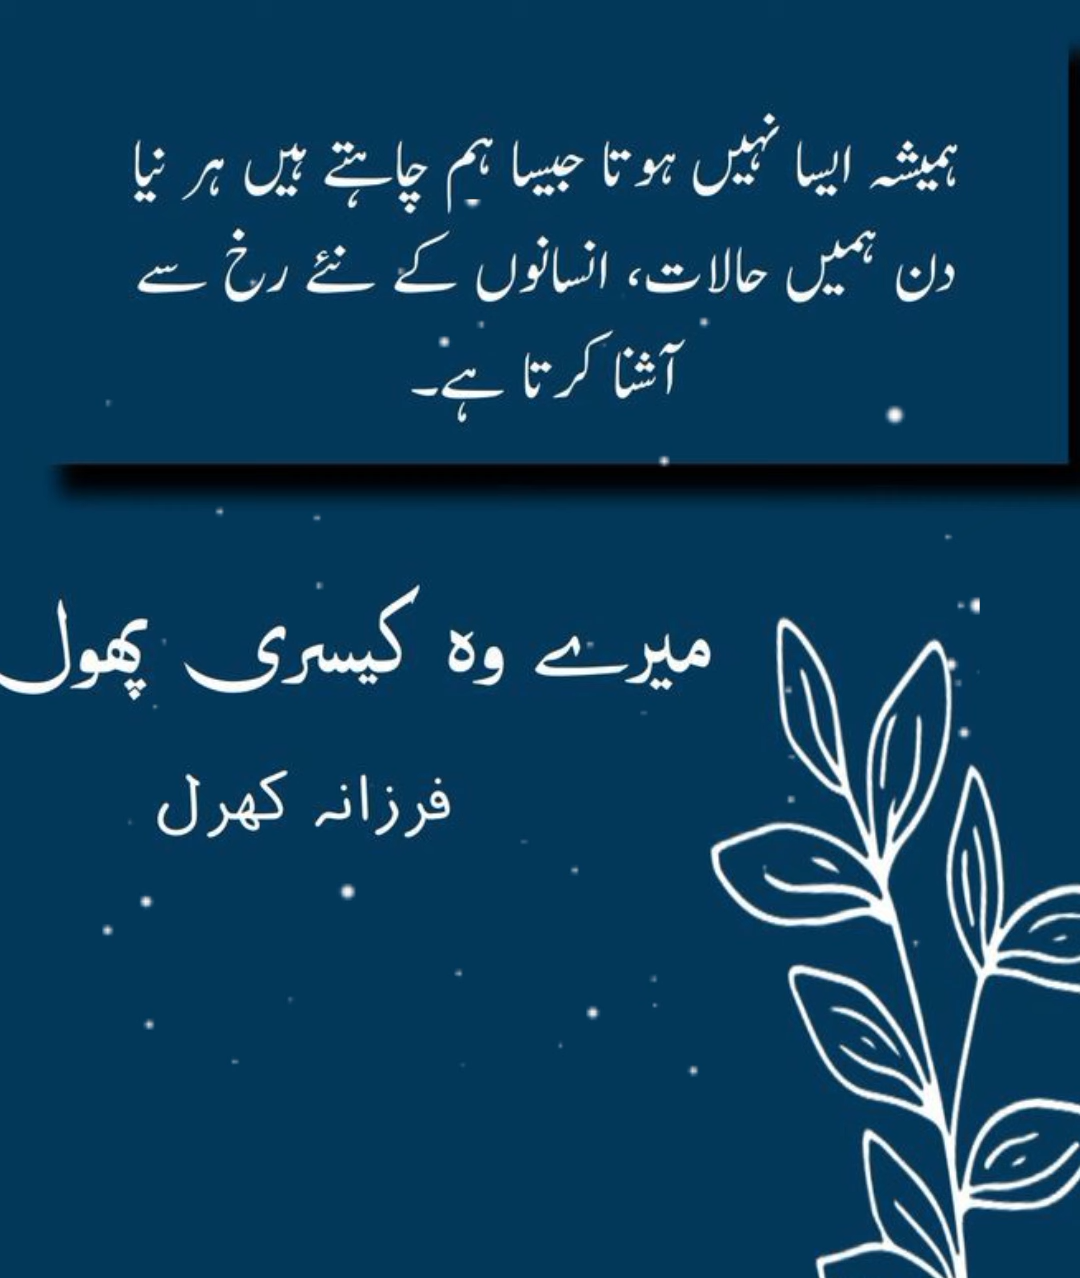 ہمیشہ ایسا نہیں ہوتا جیسا ہم چاہتے ہیں ہر نیا
دن ہمیں حالات، انسانوں کے نئے رخ سے
آشنا کرتا ہے۔
میرے وہ کیسری پھول
فرزانہ کھرل